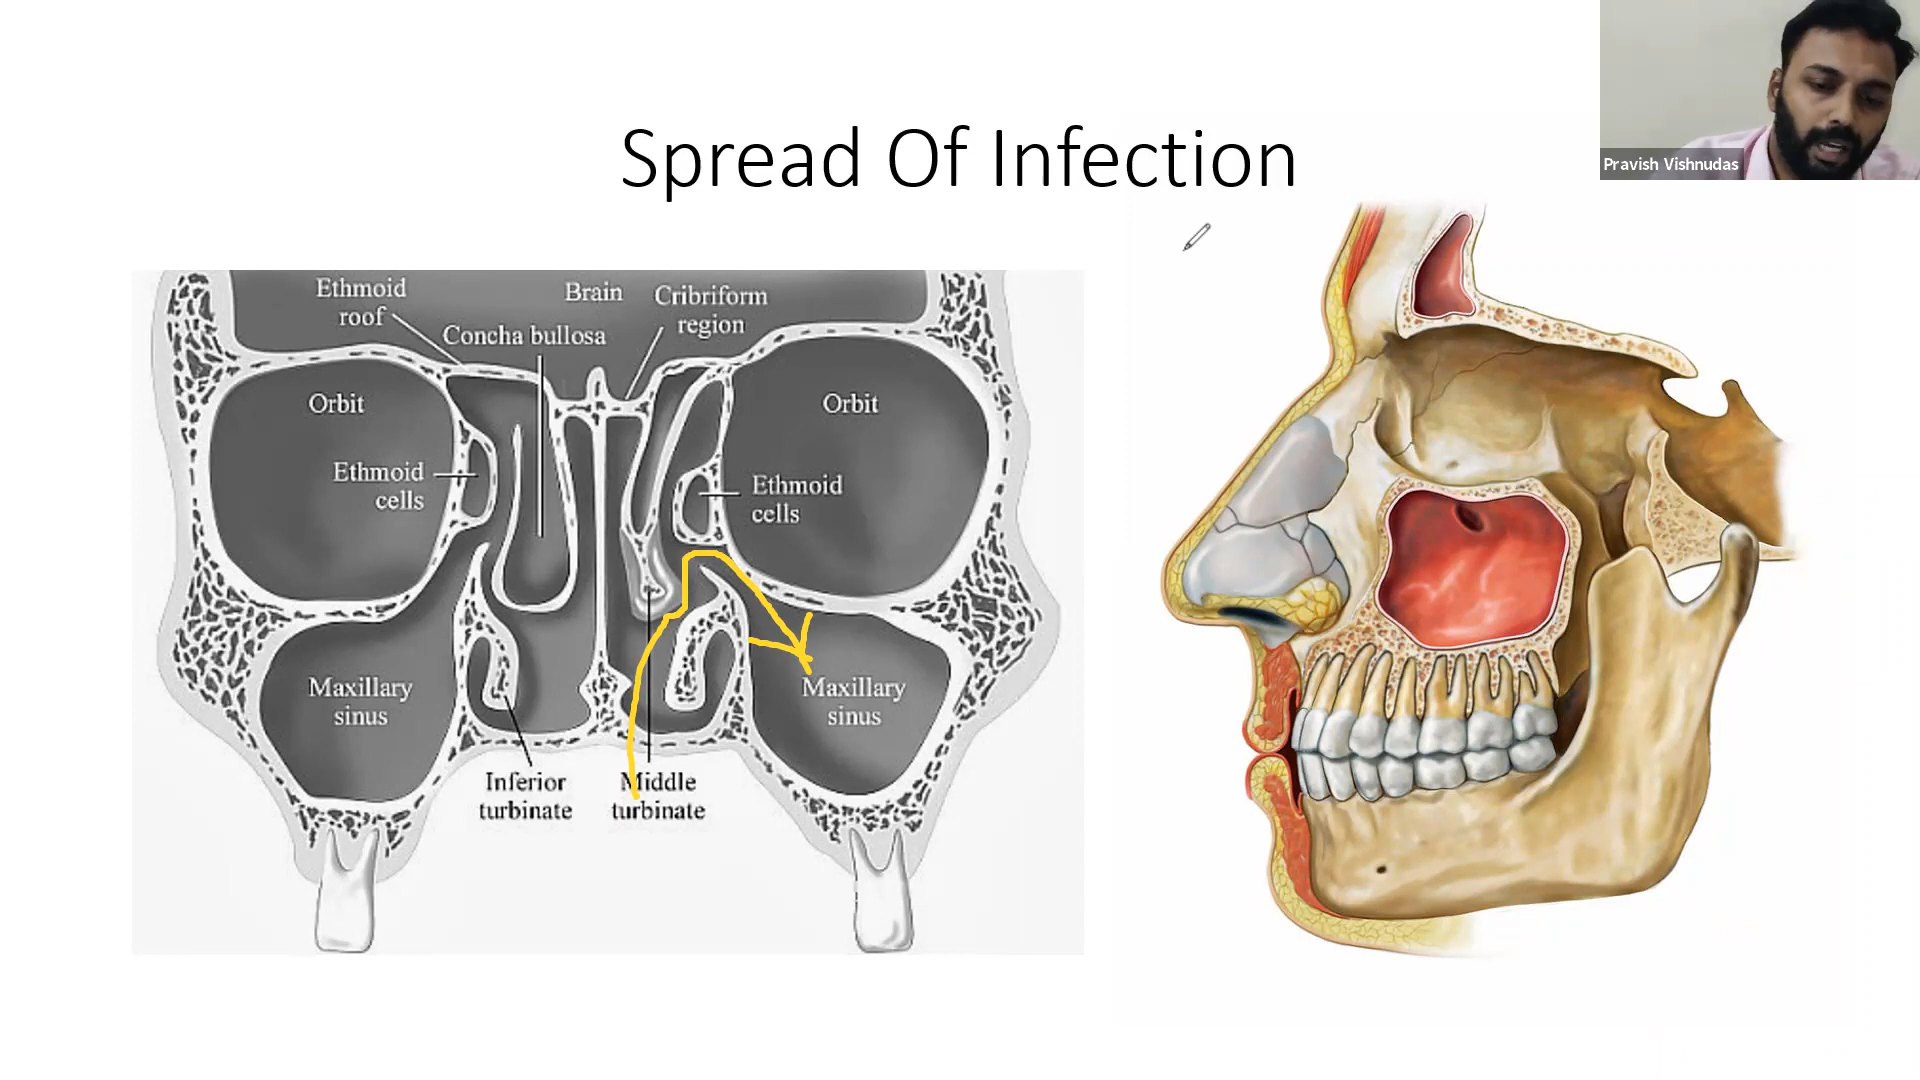 Spread Of Infection
Pravish Vishnudas
Ethmoid
roof
Brain
Cribriform
region
Concha bullosa
Orbit
Orbit
Ethmoid
cells
Ethmoid
cells
Maxillary
sinus
Maxillary
sinus
Inferior
turbinate
Middle
turbinate